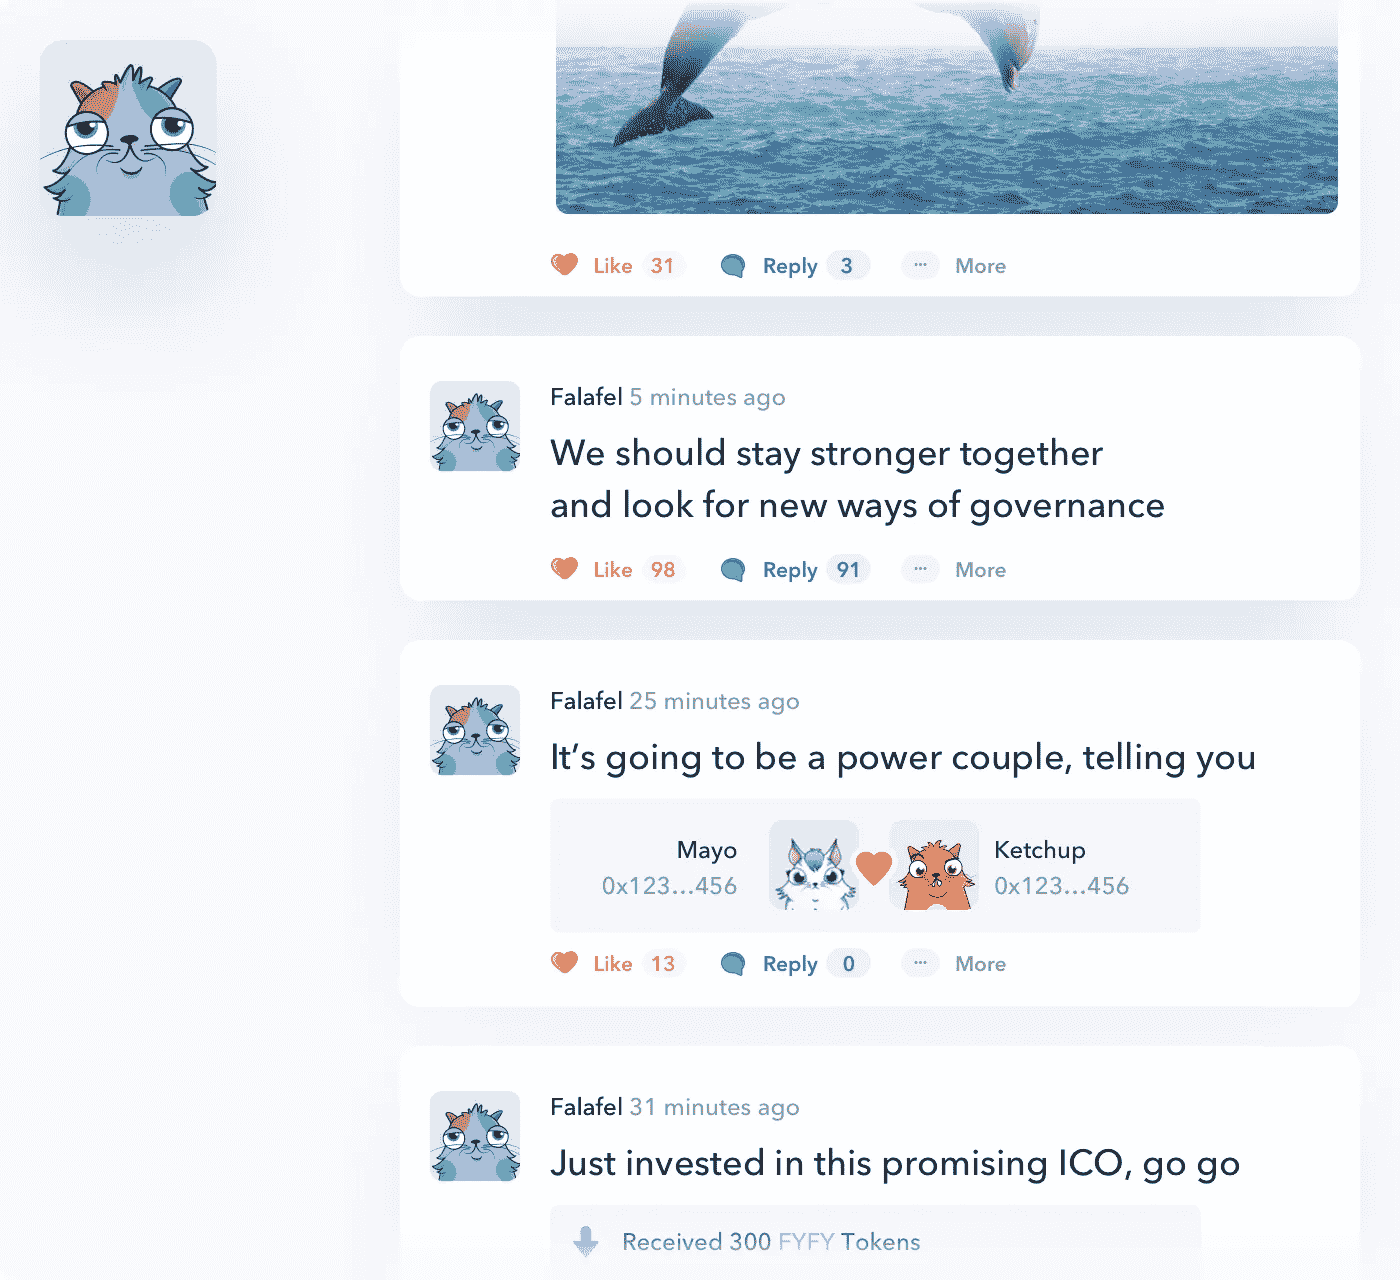 Like 31 Reply 3 ··· More
Falafel 5 minutes ago
We should stay stronger together
and look for new ways of governance
Like 98 Reply 91 ··· More
Falafel 25 minutes ago
It’s going to be a power couple, telling you
Mayo Ketchup
0x123...456 0x123...456
Like 13 Reply 0 ··· More
Falafel 31 minutes ago
Just invested in this promising ICO, go go
Received 300 FYFY Tokens